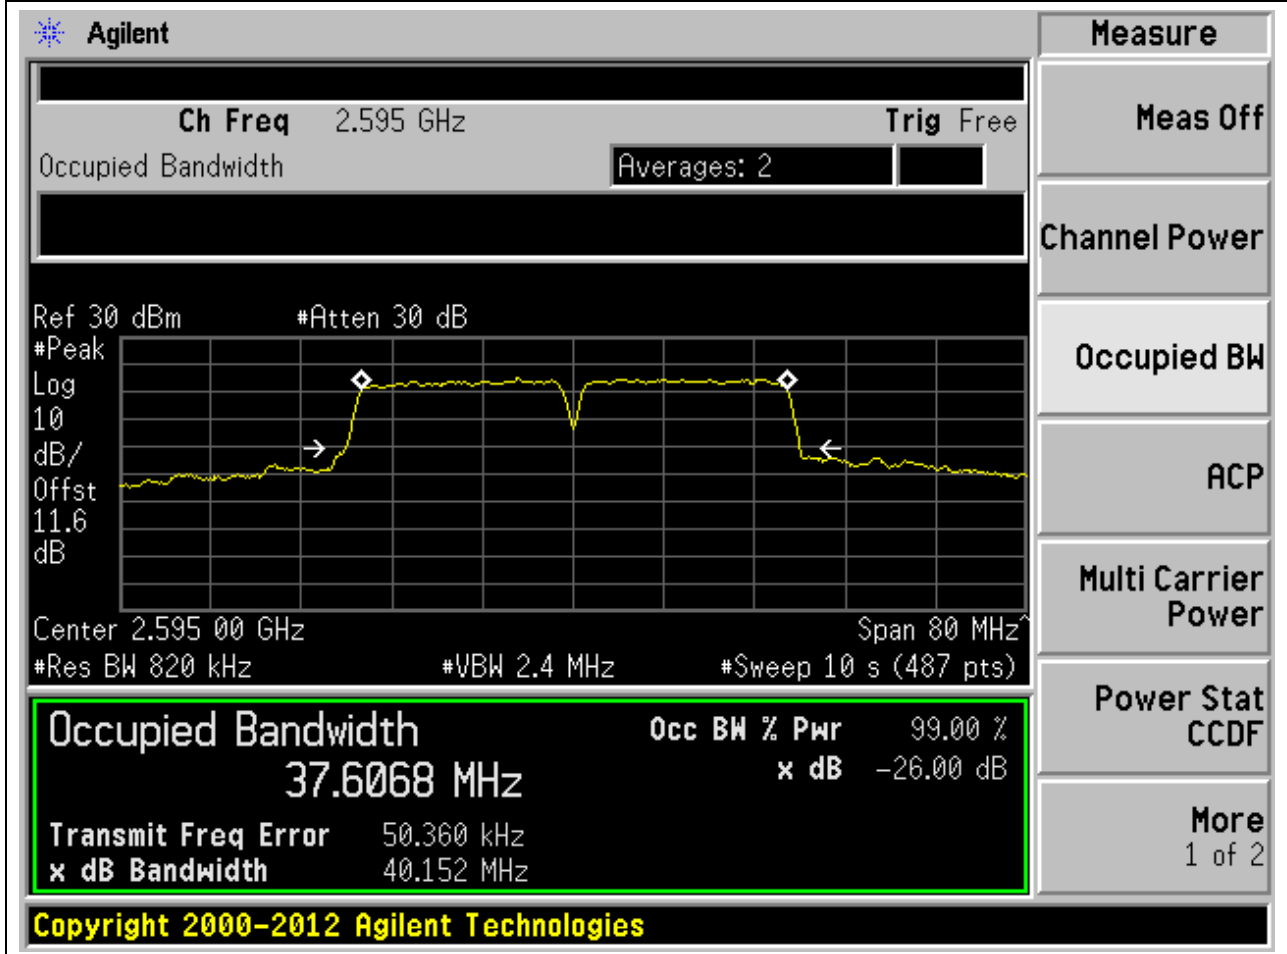 Agilent
Measure
Ch Freq 2.595 GHz Trig Free
Meas Off
Occupied Bandwidth Averages: 2
Channel Power
Ref 30 dBm #Atten 30 dB
#Peak
Log
10
dB/
Offst
11.6
dB
Occupied BW
ACP
Center 2.595 00 GHz Span 80 MHz^
#Res BW 820 kHz #VBW 2.4 MHz #Sweep 10 s (487 pts)
Multi Carrier
Power
Occupied Bandwidth Occ BW % Pwr 99.00 %
37.6068 MHz x dB -26.00 dB
Transmit Freq Error 50.360 kHz
x dB Bandwidth 40.152 MHz
Power Stat
CCDF
More
1 of 2
Copyright 2000-2012 Agilent Technologies